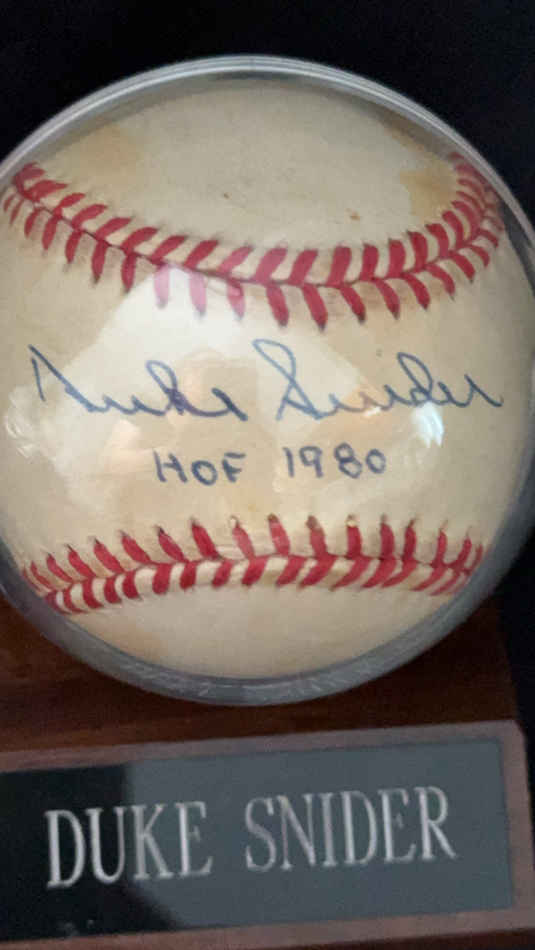 Duke Snider
HOF 1980
DUKE SNIDER